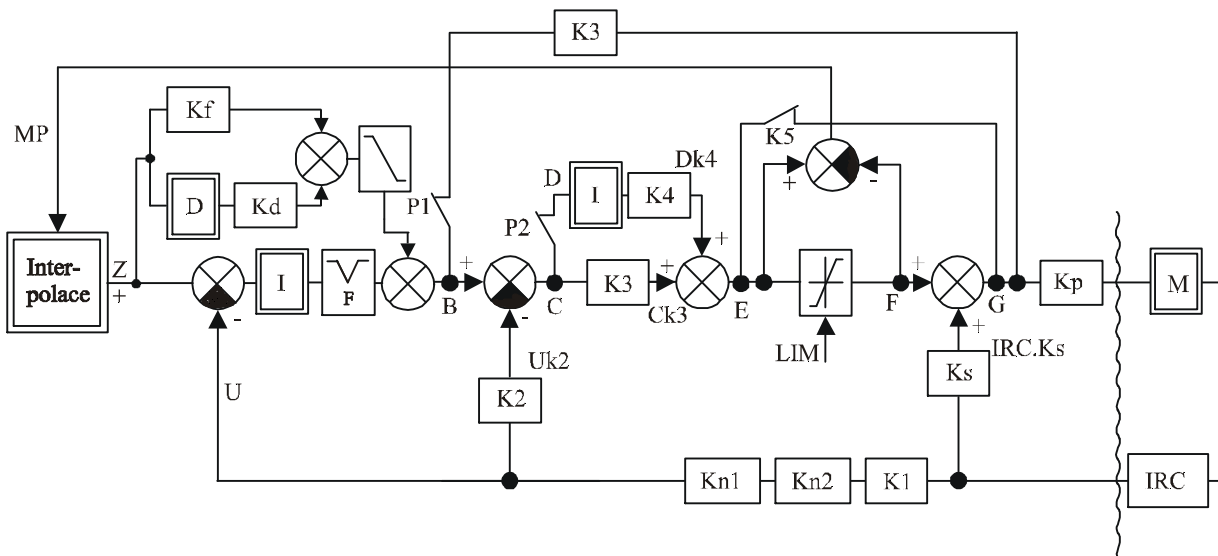 K3
MP
Kf
K5
Dk4
D
I
K4
D
Kd
P1
P2
+
-
Inter-
polace
Z
+
I
F
+
B
C
K3
+
+
Ck3
E
F
+
G
Kp
M
-
-
LIM
+
IRC.Ks
U
Uk2
K2
Ks
Kn1
Kn2
K1
IRC